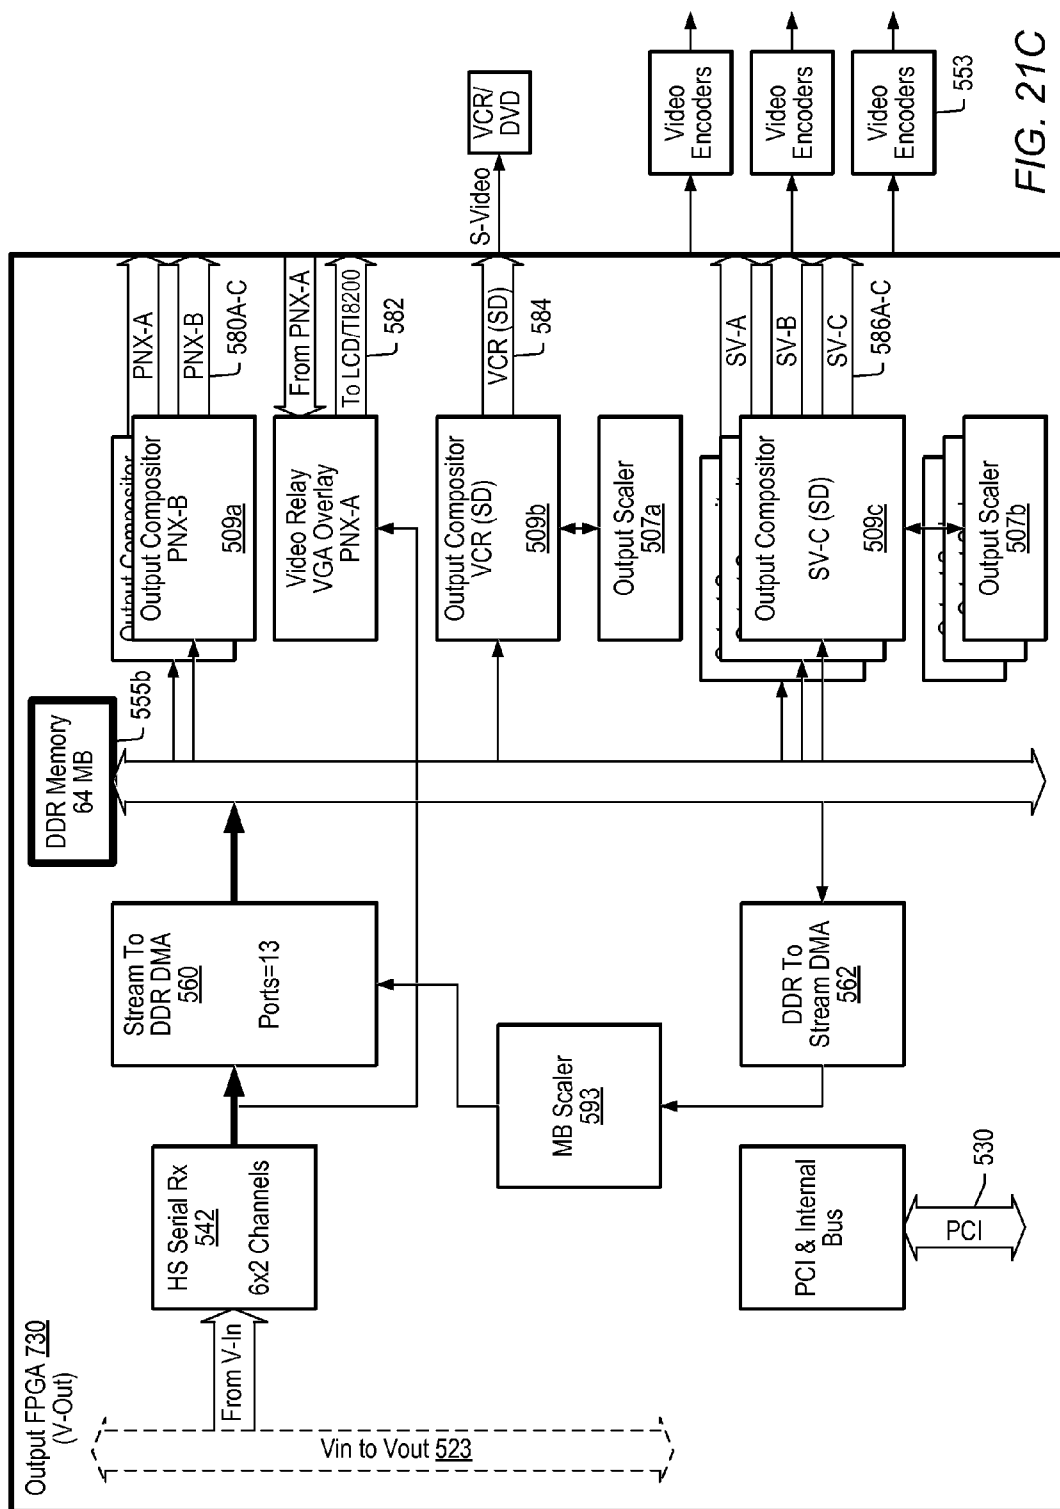 Output FPGA 730
(V-Out)
Vin to Vout 523
From V-In
HS Serial Rx
542
6x2 Channels
Stream To
DDR DMA
560
Ports=13
DDR Memory
64 MB
555b
Output Compositor
Output Compositor
PNX-B
509a
PNX-A
PNX-B
580A-C
Video Relay
VGA Overlay
PNX-A
From PNX-A
To LCD/TI8200
582
Output Compositor
VCR (SD)
509b
VCR (SD)
584
S-Video
VCR/
DVD
Output Scaler
507a
MB Scaler
593
PCI & Internal
Bus
PCI
530
DDR To
Stream DMA
562
Output Compositor
SV-C (SD)
509c
SV-A
SV-B
SV-C
586A-C
Output Scaler
507b
Video
Encoders
Video
Encoders
Video
Encoders
553
FIG. 21C